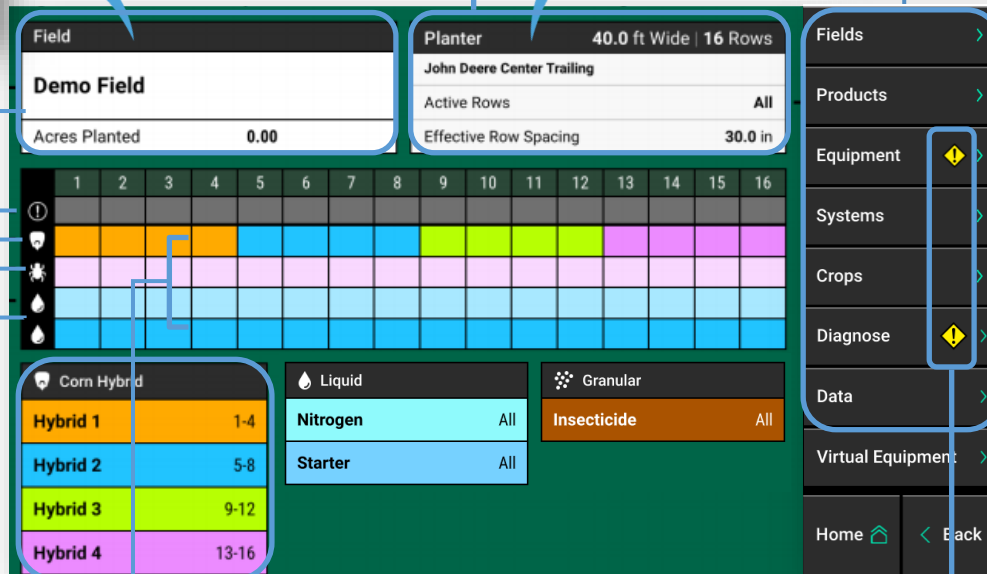 Field
Demo Field
Acres Planted 0.00
Planter 40.0 ft Wide | 16 Rows
John Deere Center Trailing
Active Rows All
Effective Row Spacing 30.0 in
1 2 3 4 5 6 7 8 9 10 11 12 13 14 15 16
Corn Hybrid
Hybrid 1 1-4
Hybrid 2 5-8
Hybrid 3 9-12
Hybrid 4 13-16
Liquid
Nitrogen All
Starter All
Granular
Insecticide All
Fields
Products
Equipment
Systems
Crops
Diagnose
Data
Virtual Equipment
Home
Back